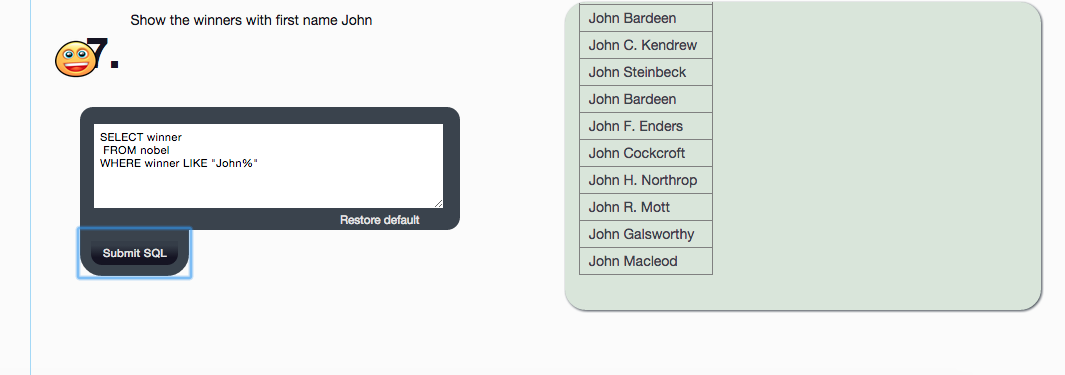 Show the winners with first name John
7.
SELECT winner
FROM nobel
WHERE winner LIKE "John%"
Restore default
Submit SQL
John Bardeen
John C. Kendrew
John Steinbeck
John Bardeen
John F. Enders
John Cockcroft
John H. Northrop
John R. Mott
John Galsworthy
John Macleod